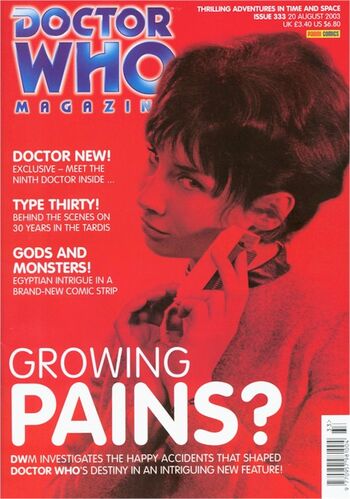 DOCTOR
WHO
MAGAZINE
THRILLING ADVENTURES IN TIME AND SPACE
ISSUE 333 20 AUGUST 2003
UK £3.40 US $6.80
PANINI COMICS
DOCTOR NEW!
EXCLUSIVE – MEET THE
NINTH DOCTOR INSIDE ...
TYPE THIRTY!
BEHIND THE SCENES ON
30 YEARS IN THE TARDIS
GODS AND
MONSTERS!
EGYPTIAN INTRIGUE IN A
BRAND-NEW COMIC STRIP
GROWING
PAINS?
DWM INVESTIGATES THE HAPPY ACCIDENTS THAT SHAPED
DOCTOR WHO'S DESTINY IN AN INTRIGUING NEW FEATURE!
33